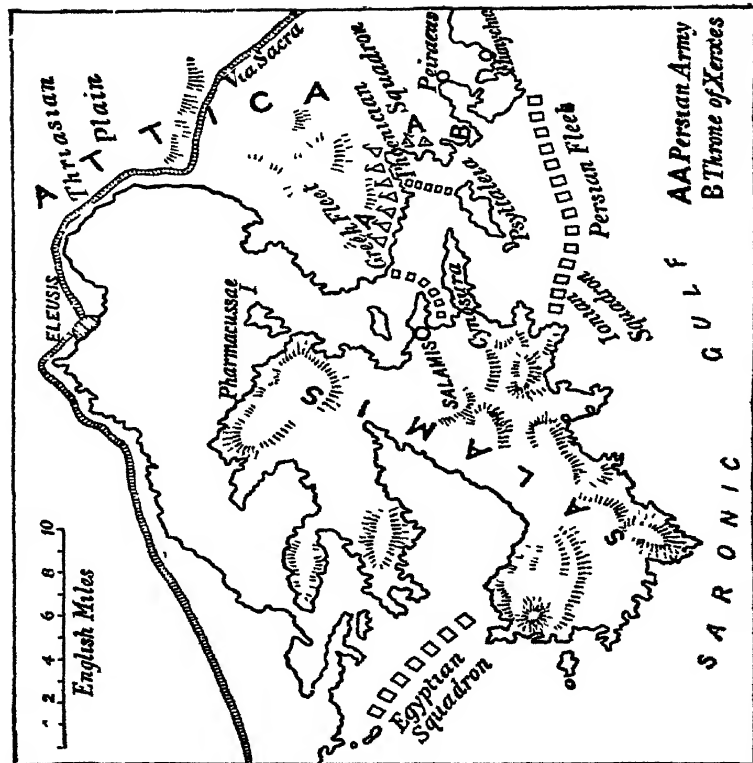 ATTICA
Thriasian
Plain
Via Sacra
ELEUSIS
Pharmacussae
I
Greek Fleet
Phoenician
Squadron
A
A
B
Peiraeus
Munychia
Psyttaleia
Persian Fleet
Ionian
Squadron
Cynosura
SALAMIS
SALAMIS
Egyptian
Squadron
SARONIC GULF
2 4 6 8 10
English Miles
AA Persian Army
B Throne of Xerxes